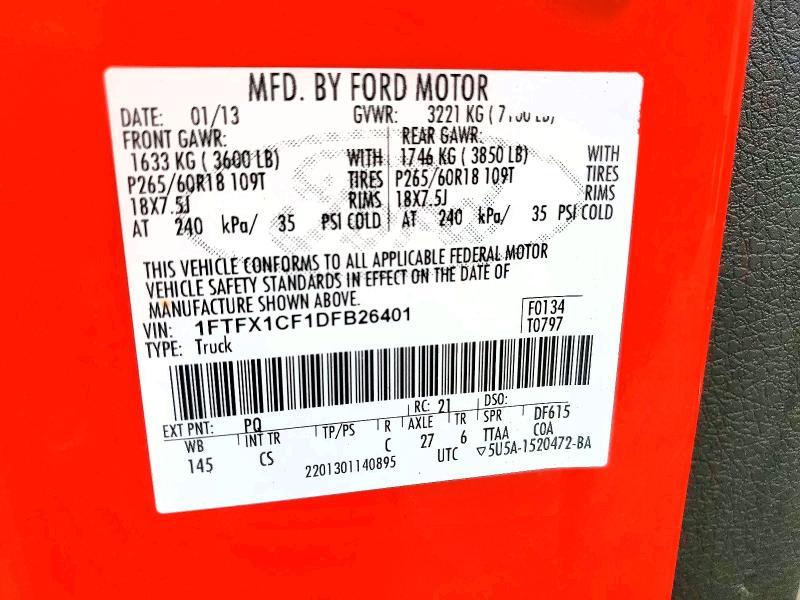 MFD. BY FORD MOTOR
DATE: 01/13 GVWR: 3221 KG
FRONT GAWR: REAR GAWR:
1633 KG ( 3600 LB) WITH 1746 KG ( 3850 LB) WITH
P265/60R18 109T TIRES P265/60R18 109T TIRES
18X7.5J RIMS 18X7.5J RIMS
AT 240 kPa/ 35 PSI COLD AT 240 kPa/ 35 PSI COLD
THIS VEHICLE CONFORMS TO ALL APPLICABLE FEDERAL MOTOR
VEHICLE SAFETY STANDARDS IN EFFECT ON THE DATE OF
MANUFACTURE SHOWN ABOVE.
VIN: 1FTFX1CF1DFB26401 F0134
TYPE: Truck T0797
EXT PNT: PQ RC: 21 DSO:
WB INT TR TP/PS R AXLE TR SPR DF615
145 CS C 27 6 TTAA COA
2201301140895 UTC ▽5U5A-1520472-BA